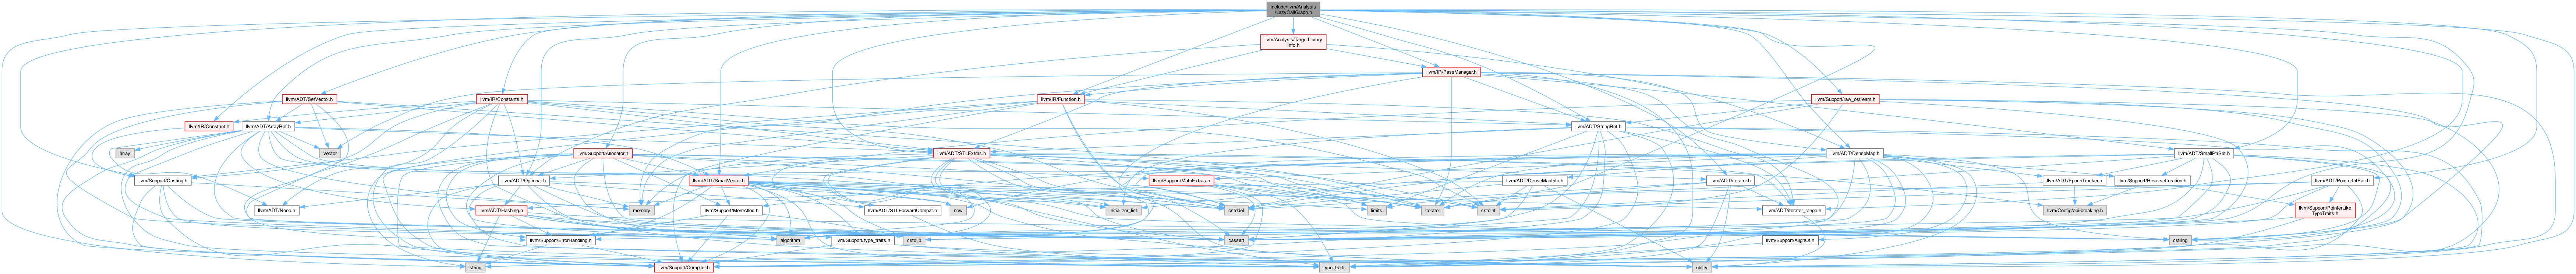 include/llvm/Analysis
/LazyCallGraph.h
llvm/Analysis/TargetLibrary
Info.h
llvm/IR/PassManager.h
llvm/ADT/SetVector.h
llvm/IR/Constants.h
llvm/IR/Function.h
llvm/Support/raw_ostream.h
llvm/IR/Constant.h
llvm/ADT/ArrayRef.h
llvm/ADT/StringRef.h
array
vector
llvm/Support/Allocator.h
llvm/ADT/STLExtras.h
llvm/ADT/DenseMap.h
llvm/ADT/SmallPtrSet.h
llvm/Support/Casting.h
llvm/ADT/Optional.h
llvm/ADT/SmallVector.h
llvm/Support/MathExtras.h
llvm/ADT/DenseMapInfo.h
llvm/ADT/iterator.h
llvm/ADT/EpochTracker.h
llvm/Support/ReverseIteration.h
llvm/ADT/PointerIntPair.h
llvm/ADT/None.h
llvm/ADT/Hashing.h
memory
llvm/Support/MemAlloc.h
llvm/ADT/STLForwardCompat.h
new
initializer_list
cstddef
limits
iterator
cstdint
llvm/ADT/iterator_range.h
llvm/Config/abi-breaking.h
llvm/Support/PointerLike
TypeTraits.h
llvm/Support/ErrorHandling.h
algorithm
llvm/Support/type_traits.h
cstdlib
cassert
llvm/Support/AlignOf.h
cstring
string
llvm/Support/Compiler.h
type_traits
utility